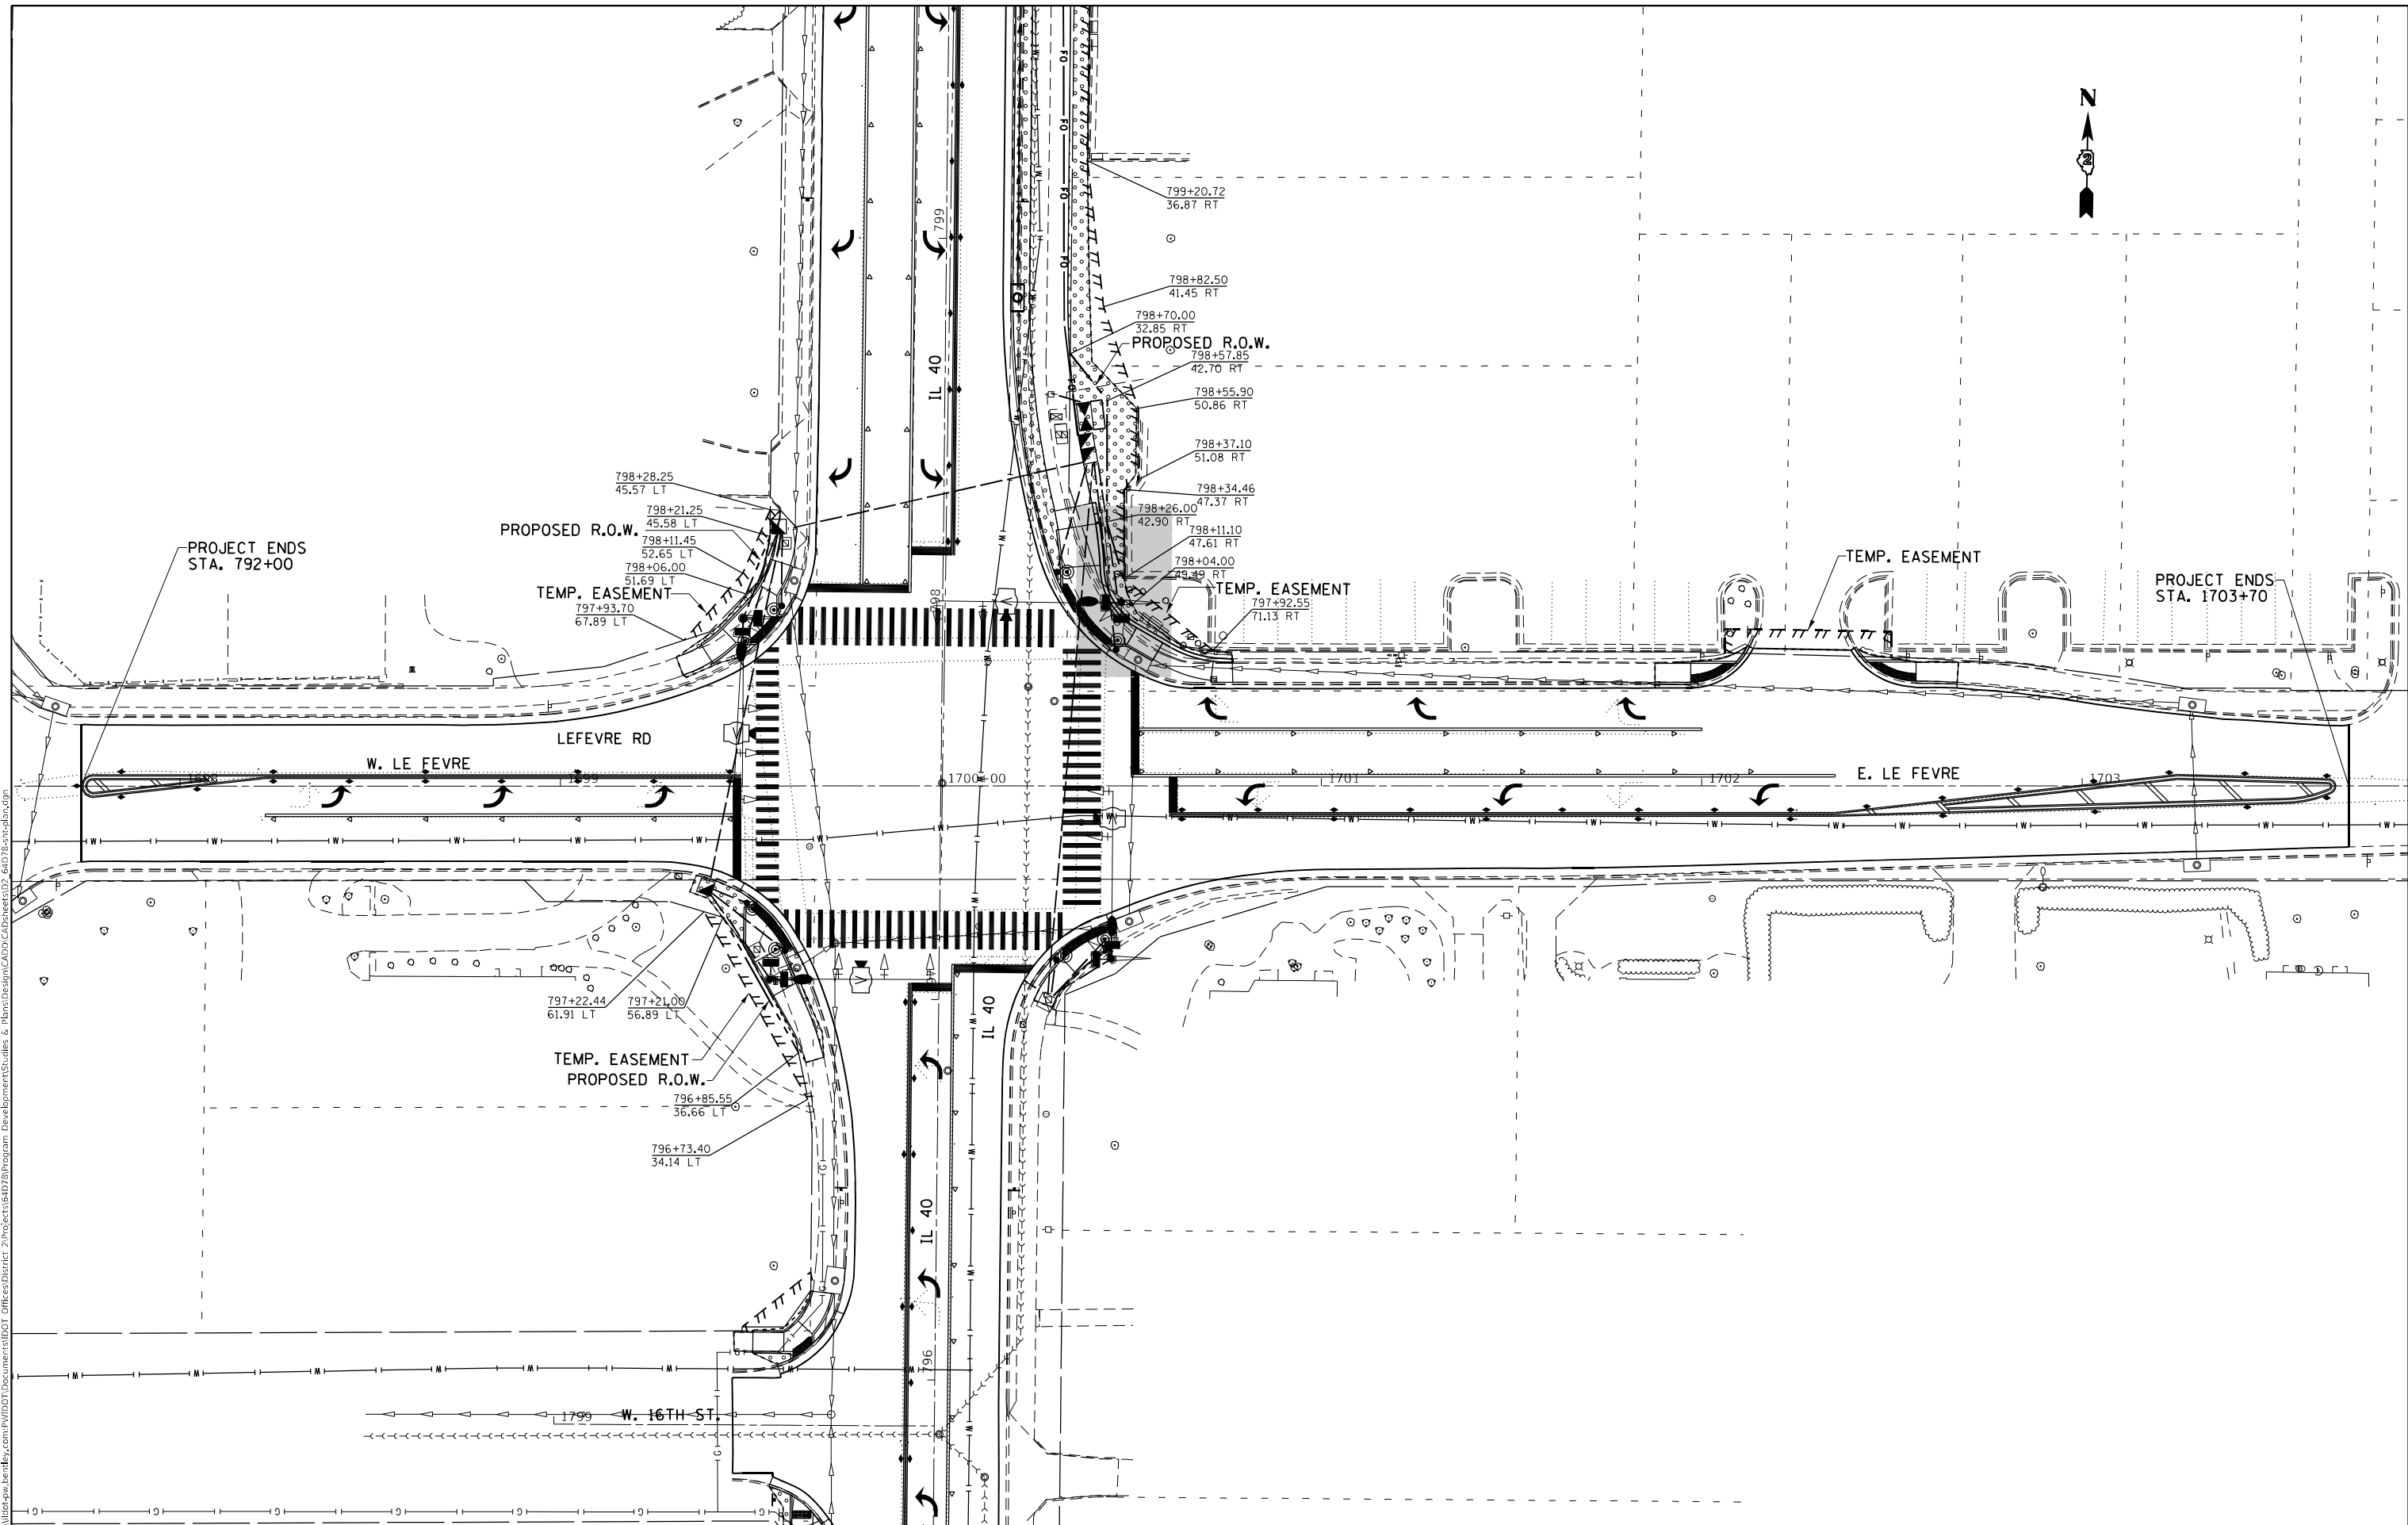 N
2
799+20.72
36.87 RT
799
798+82.50
41.45 RT
798+70.00
32.85 RT
PROPOSED R.O.W.
798+57.85
42.70 RT
IL 40
798+55.90
50.86 RT
798+37.10
51.08 RT
798+28.25
45.57 LT
798+34.46
47.37 RT
798+21.25
45.58 LT
798+26.00
42.90 RT
PROPOSED R.O.W.
798+11.10
47.61 RT
798+11.45
52.65 LT
PROJECT ENDS
STA. 792+00
TEMP. EASEMENT
798+04.00
49.49 RT
798+06.00
51.69 LT
TEMP. EASEMENT
TEMP. EASEMENT
PROJECT ENDS
STA. 1703+70
797+93.70
67.89 LT
798
797+92.55
71.13 RT
LEFEVRE RD
W. LE FEVRE
E. LE FEVRE
1699
1700+00
1701
1702
1703
797+22.44
61.91 LT
797+21.00
56.89 LT
IL 40
TEMP. EASEMENT
PROPOSED R.O.W.
796+85.55
36.66 LT
796+73.40
34.14 LT
IL 40
796
1799
W. 16TH ST.